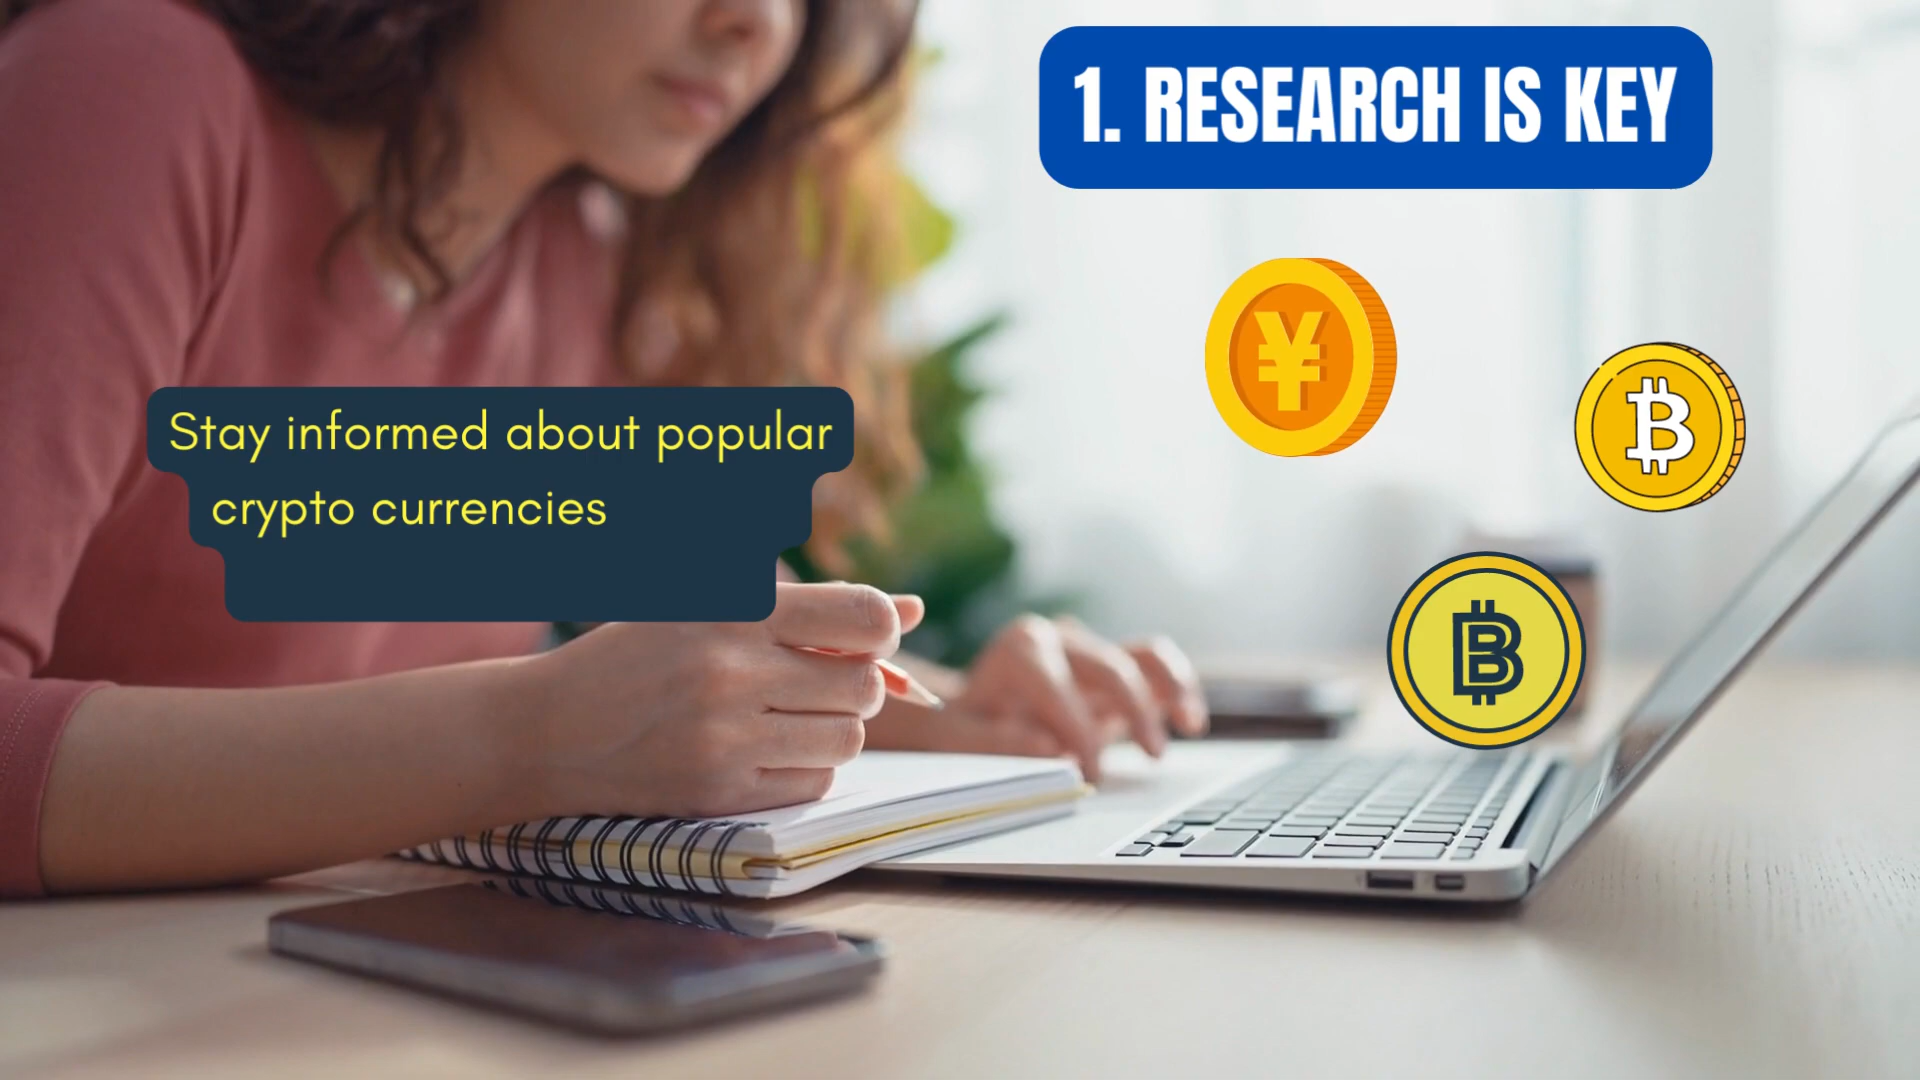 1. RESEARCH IS KEY
Stay informed about popular
crypto currencies